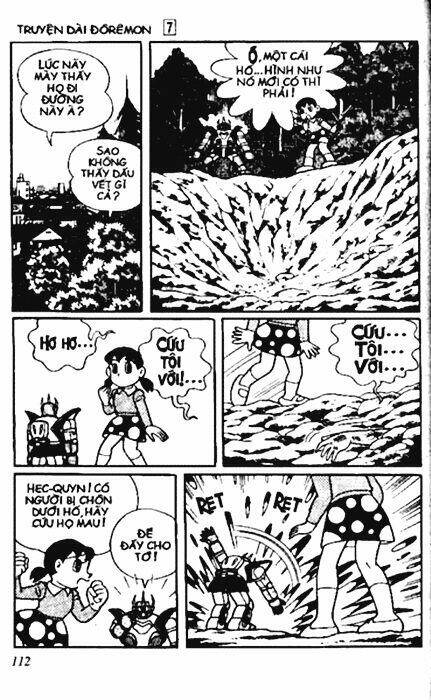 TRUYỆN DÀI ĐÔRÊMON 7
LÚC NÃY
MÀY THẤY
HỌ ĐI
ĐƯỜNG
NÀY À?
SAO
KHÔNG
THẤY DẤU
VẾT GÌ
CẢ?
Ồ, MỘT CÁI
HỐ...HÌNH NHƯ
NÓ MỚI CÓ THÌ
PHẢI!
HƠ HƠ...
CỨU
TÔI
VỚI!...
CỨU...
TÔI...
VỚI...
HEC-QUYN! CÓ
NGƯỜI BỊ CHÔN
DƯỚI HỐ, HÃY
CỨU HỌ MAU!
ĐỂ
ĐẤY CHO
TỚ!
RẸT
RẸT
112